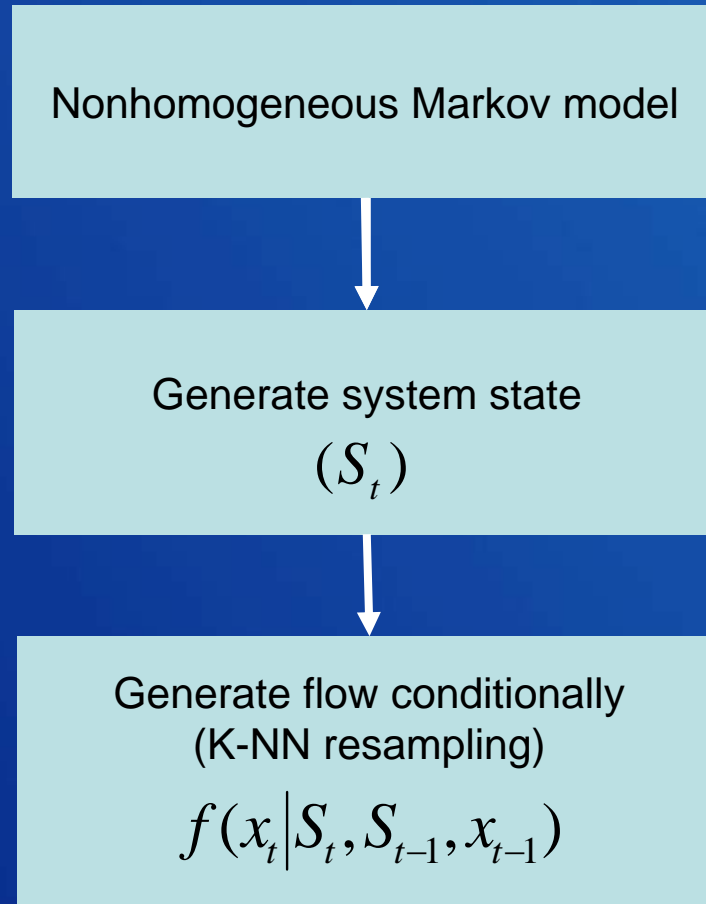 Nonhomogeneous Markov model
Generate system state
(S_t)
Generate flow conditionally
(K-NN resampling)
f(x_t|S_t, S_{t-1}, x_{t-1})